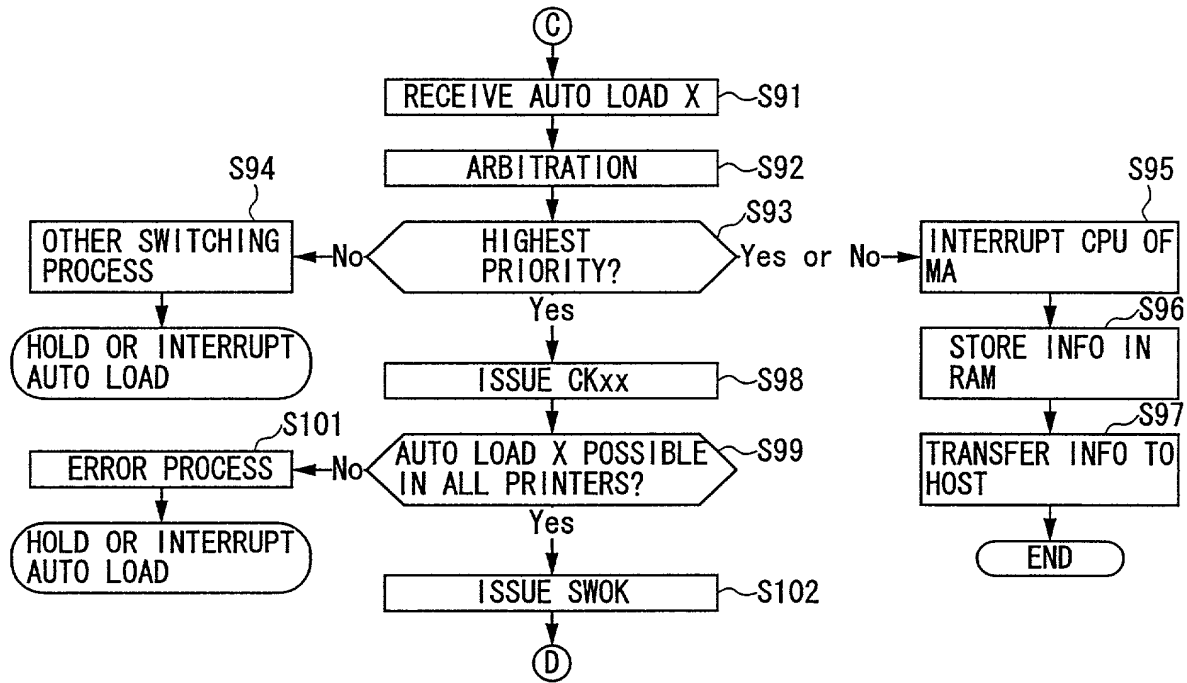 C
RECEIVE AUTO LOAD X
S91
ARBITRATION
S92
S94
S93
S95
OTHER SWITCHING
PROCESS
No
HIGHEST
PRIORITY?
Yes or No
INTERRUPT CPU OF
MA
Yes
S96
HOLD OR INTERRUPT
AUTO LOAD
STORE INFO IN
RAM
ISSUE CKxx
S98
S97
S101
ERROR PROCESS
No
AUTO LOAD X POSSIBLE
IN ALL PRINTERS?
S99
TRANSFER INFO TO
HOST
Yes
HOLD OR INTERRUPT
AUTO LOAD
END
ISSUE SWOK
S102
D